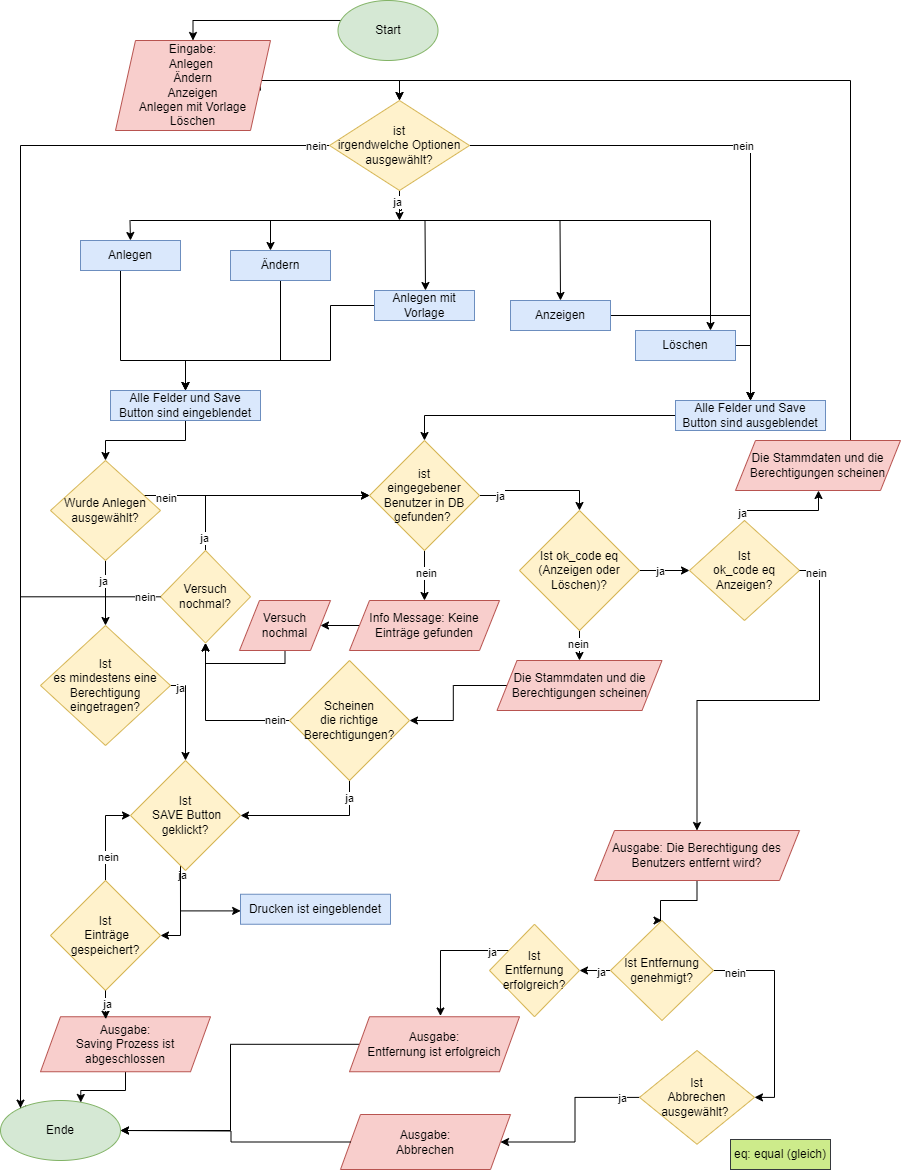 Start
Eingabe:
Anlegen
Ändern
Anzeigen
Anlegen mit Vorlage
Löschen
ist
irgendwelche Optionen
ausgewählt?
nein
nein
ja
Anlegen
Ändern
Anlegen mit
Vorlage
Anzeigen
Löschen
Alle Felder und Save
Button sind eingeblendet
Alle Felder und Save
Button sind ausgeblendet
Die Stammdaten und die
Berechtigungen scheinen
Wurde Anlegen
ausgewählt?
nein
ja
ist
eingegebener
Benutzer in DB
gefunden?
ja
nein
Ist ok_code eq
(Anzeigen oder
Löschen)?
ja
nein
Ist
ok_code eq
Anzeigen?
ja
nein
Versuch
nochmal?
ja
nein
Versuch
nochmal
Info Message: Keine
Einträge gefunden
Ist
es mindestens eine
Berechtigung
eingetragen?
ja
Scheinen
die richtige
Berechtigungen?
nein
ja
Die Stammdaten und die
Berechtigungen scheinen
Ist
SAVE Button
geklickt?
ja
nein
Drucken ist eingeblendet
Ausgabe: Die Berechtigung des
Benutzers entfernt wird?
Ist
Einträge
gespeichert?
ja
Ist
Entfernung
erfolgreich?
ja
ja
Ist Entfernung
genehmigt?
nein
Ausgabe:
Saving Prozess ist
abgeschlossen
Ausgabe:
Entfernung ist erfolgreich
Ist
Abbrechen
ausgewählt?
ja
Ende
Ausgabe:
Abbrechen
eq: equal (gleich)